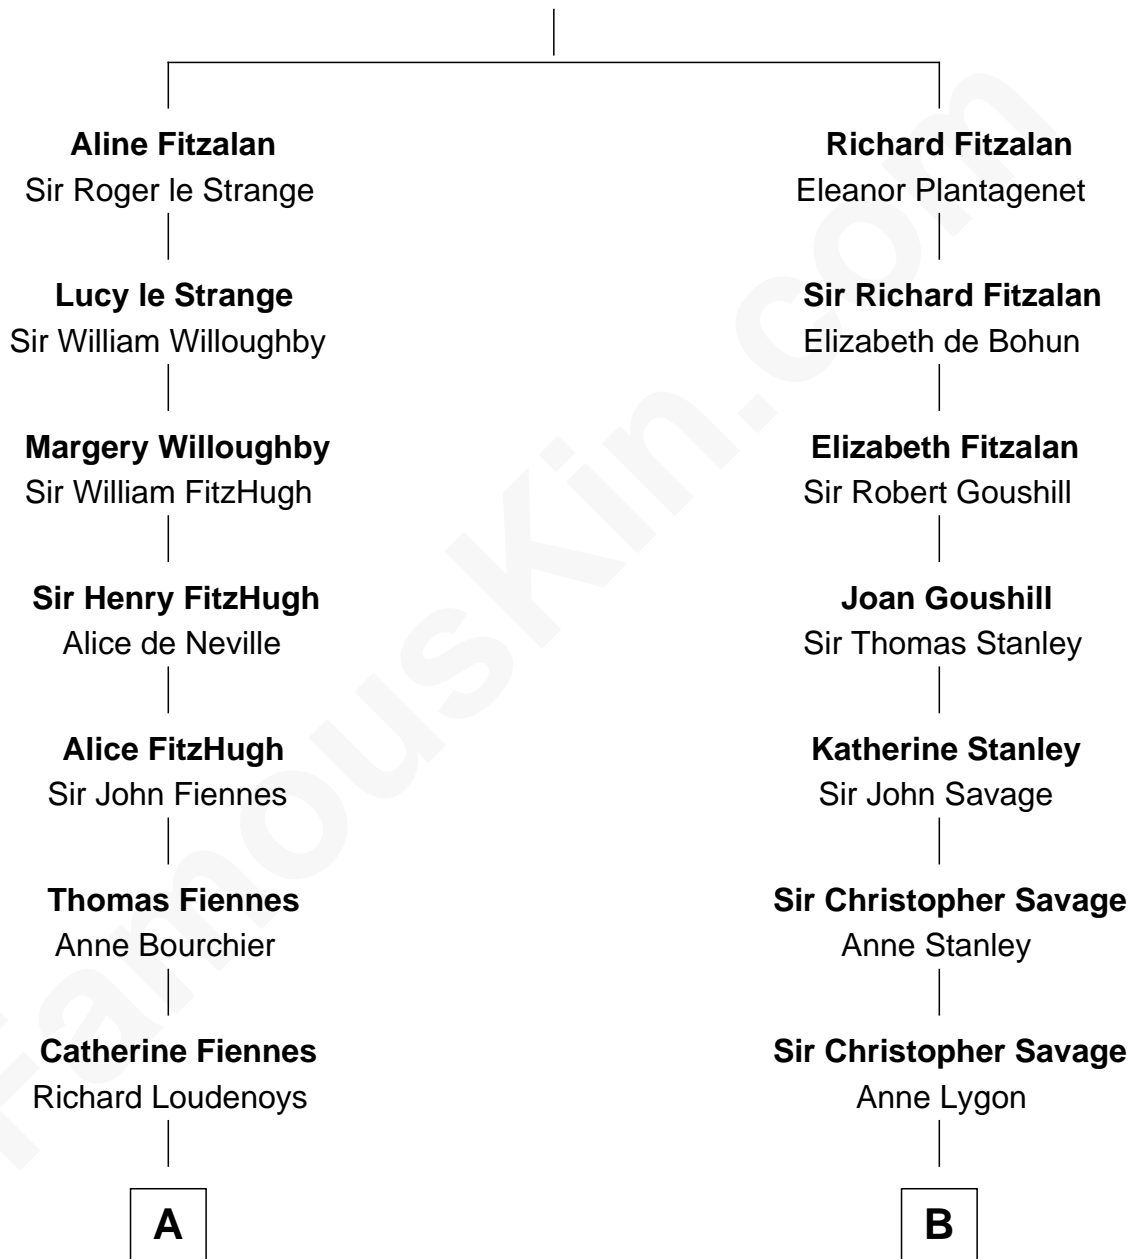 Aline Fitzalan
Sir Roger le Strange
Lucy le Strange
Sir William Willoughby
Margery Willoughby
Sir William FitzHugh
Sir Henry FitzHugh
Alice de Neville
Alice FitzHugh
Sir John Fiennes
Thomas Fiennes
Anne Bourchier
Catherine Fiennes
Richard Loudenoys
A
Richard Fitzalan
Eleanor Plantagenet
Sir Richard Fitzalan
Elizabeth de Bohun
Elizabeth Fitzalan
Sir Robert Goushill
Joan Goushill
Sir Thomas Stanley
Katherine Stanley
Sir John Savage
Sir Christopher Savage
Anne Stanley
Sir Christopher Savage
Anne Lygon
B
FamousKin.com